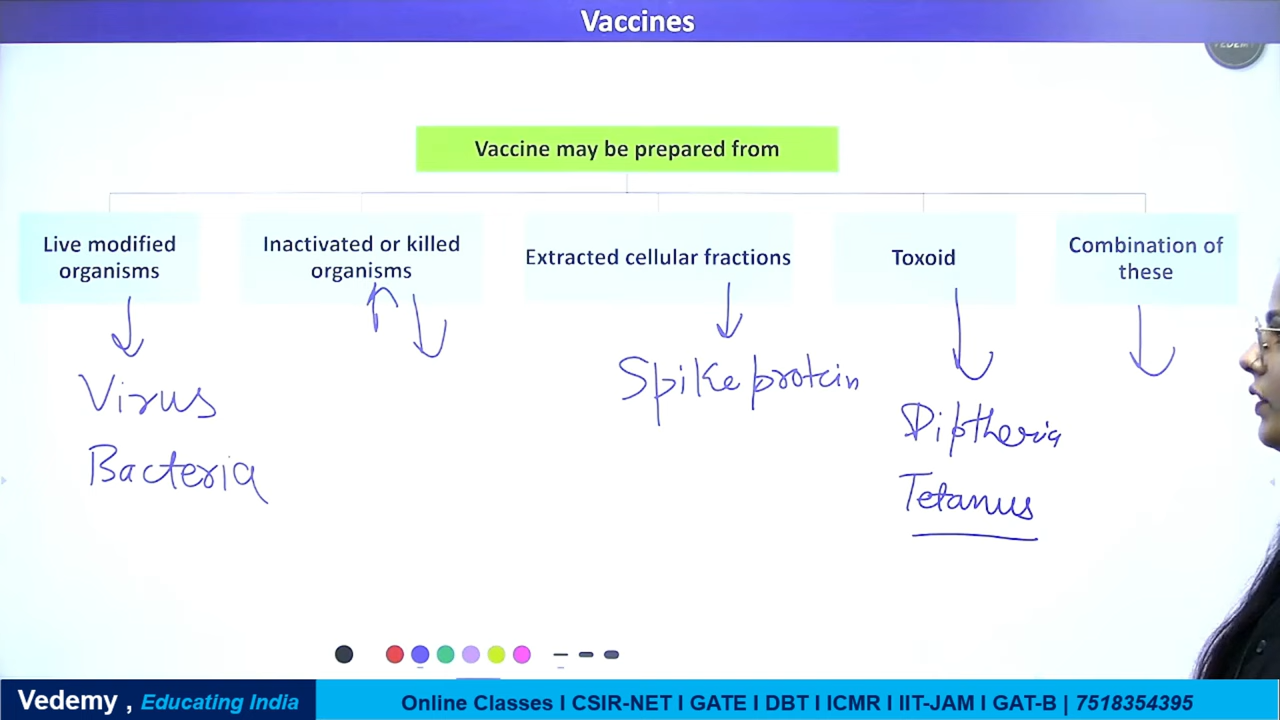 Vaccines
VEDEMY
Vaccine may be prepared from
Live modified
organisms
Inactivated or killed
organisms
Extracted cellular fractions
Toxoid
Combination of
these
Virus
Bacteria
Spike protein
Diptheria
Tetanus
Vedemy , Educating India
Online Classes I CSIR-NET I GATE I DBT I ICMR I IIT-JAM I GAT-B | 7518354395